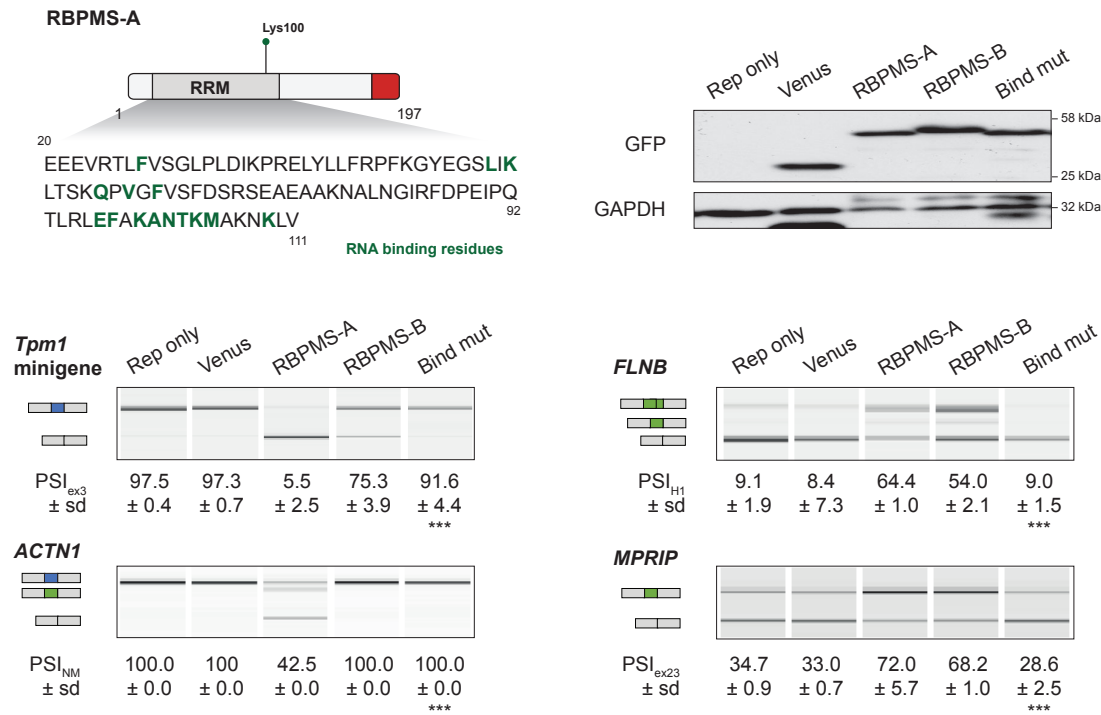 RBPMS-A
Lys100
RRM
1
197
20
EEEVRTLFVSGLPLDIKPRELYLLFRPFKGYEGSLIK
LTSKQPVGFVSFDSRSEAEAAKNALNGIRFDPEIPQ
92
TLRLEFAKANTKMAKNKLV
111
RNA binding residues
Rep only Venus RBPMS-A RBPMS-B Bind mut
GFP
58 kDa
25 kDa
GAPDH
32 kDa
Tpm1
minigene
Rep only Venus RBPMS-A RBPMS-B Bind mut
PSIex3 97.5 97.3 5.5 75.3 91.6
± sd ± 0.4 ± 0.7 ± 2.5 ± 3.9 ± 4.4
***
ACTN1
PSINM 100.0 100 42.5 100.0 100.0
± sd ± 0.0 ± 0.0 ± 0.0 ± 0.0 ± 0.0
***
FLNB
Rep only Venus RBPMS-A RBPMS-B Bind mut
PSIH1 9.1 8.4 64.4 54.0 9.0
± sd ± 1.9 ± 7.3 ± 1.0 ± 2.1 ± 1.5
***
MPRIP
PSIex23 34.7 33.0 72.0 68.2 28.6
± sd ± 0.9 ± 0.7 ± 5.7 ± 1.0 ± 2.5
***